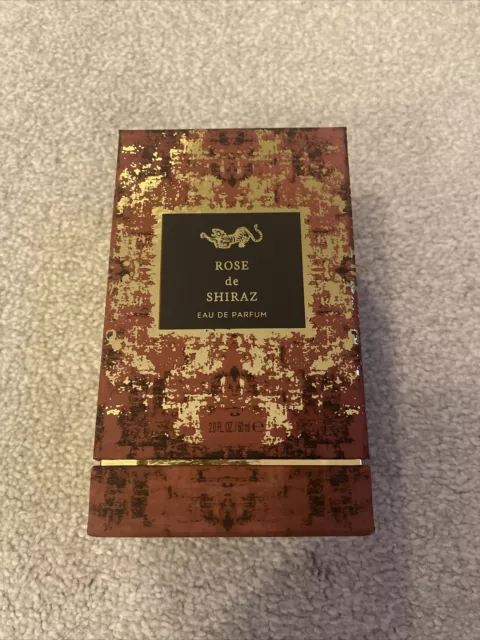 ROSE
de
SHIRAZ
EAU DE PARFUM
2.0 FL OZ / 60 ml ℮